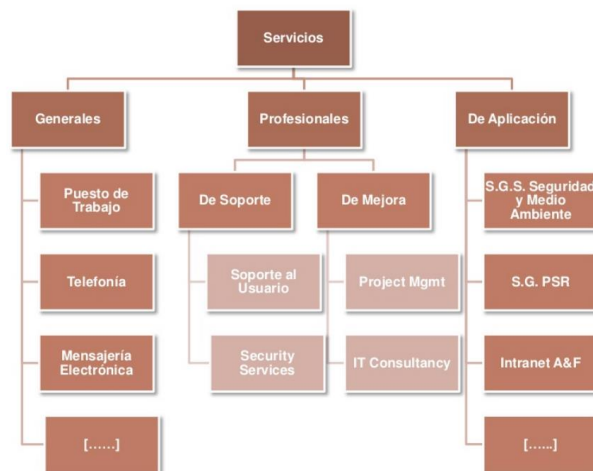 Servicios
Generales
Profesionales
De Aplicación
Puesto de
Trabajo
De Soporte
De Mejora
S.G.S. Seguridad
y Medio
Ambiente
Telefonía
Soporte al
Usuario
Project Mgmt
S.G. PSR
Mensajería
Electrónica
Security
Services
IT Consultancy
Intranet A&F
[……]
[…...]